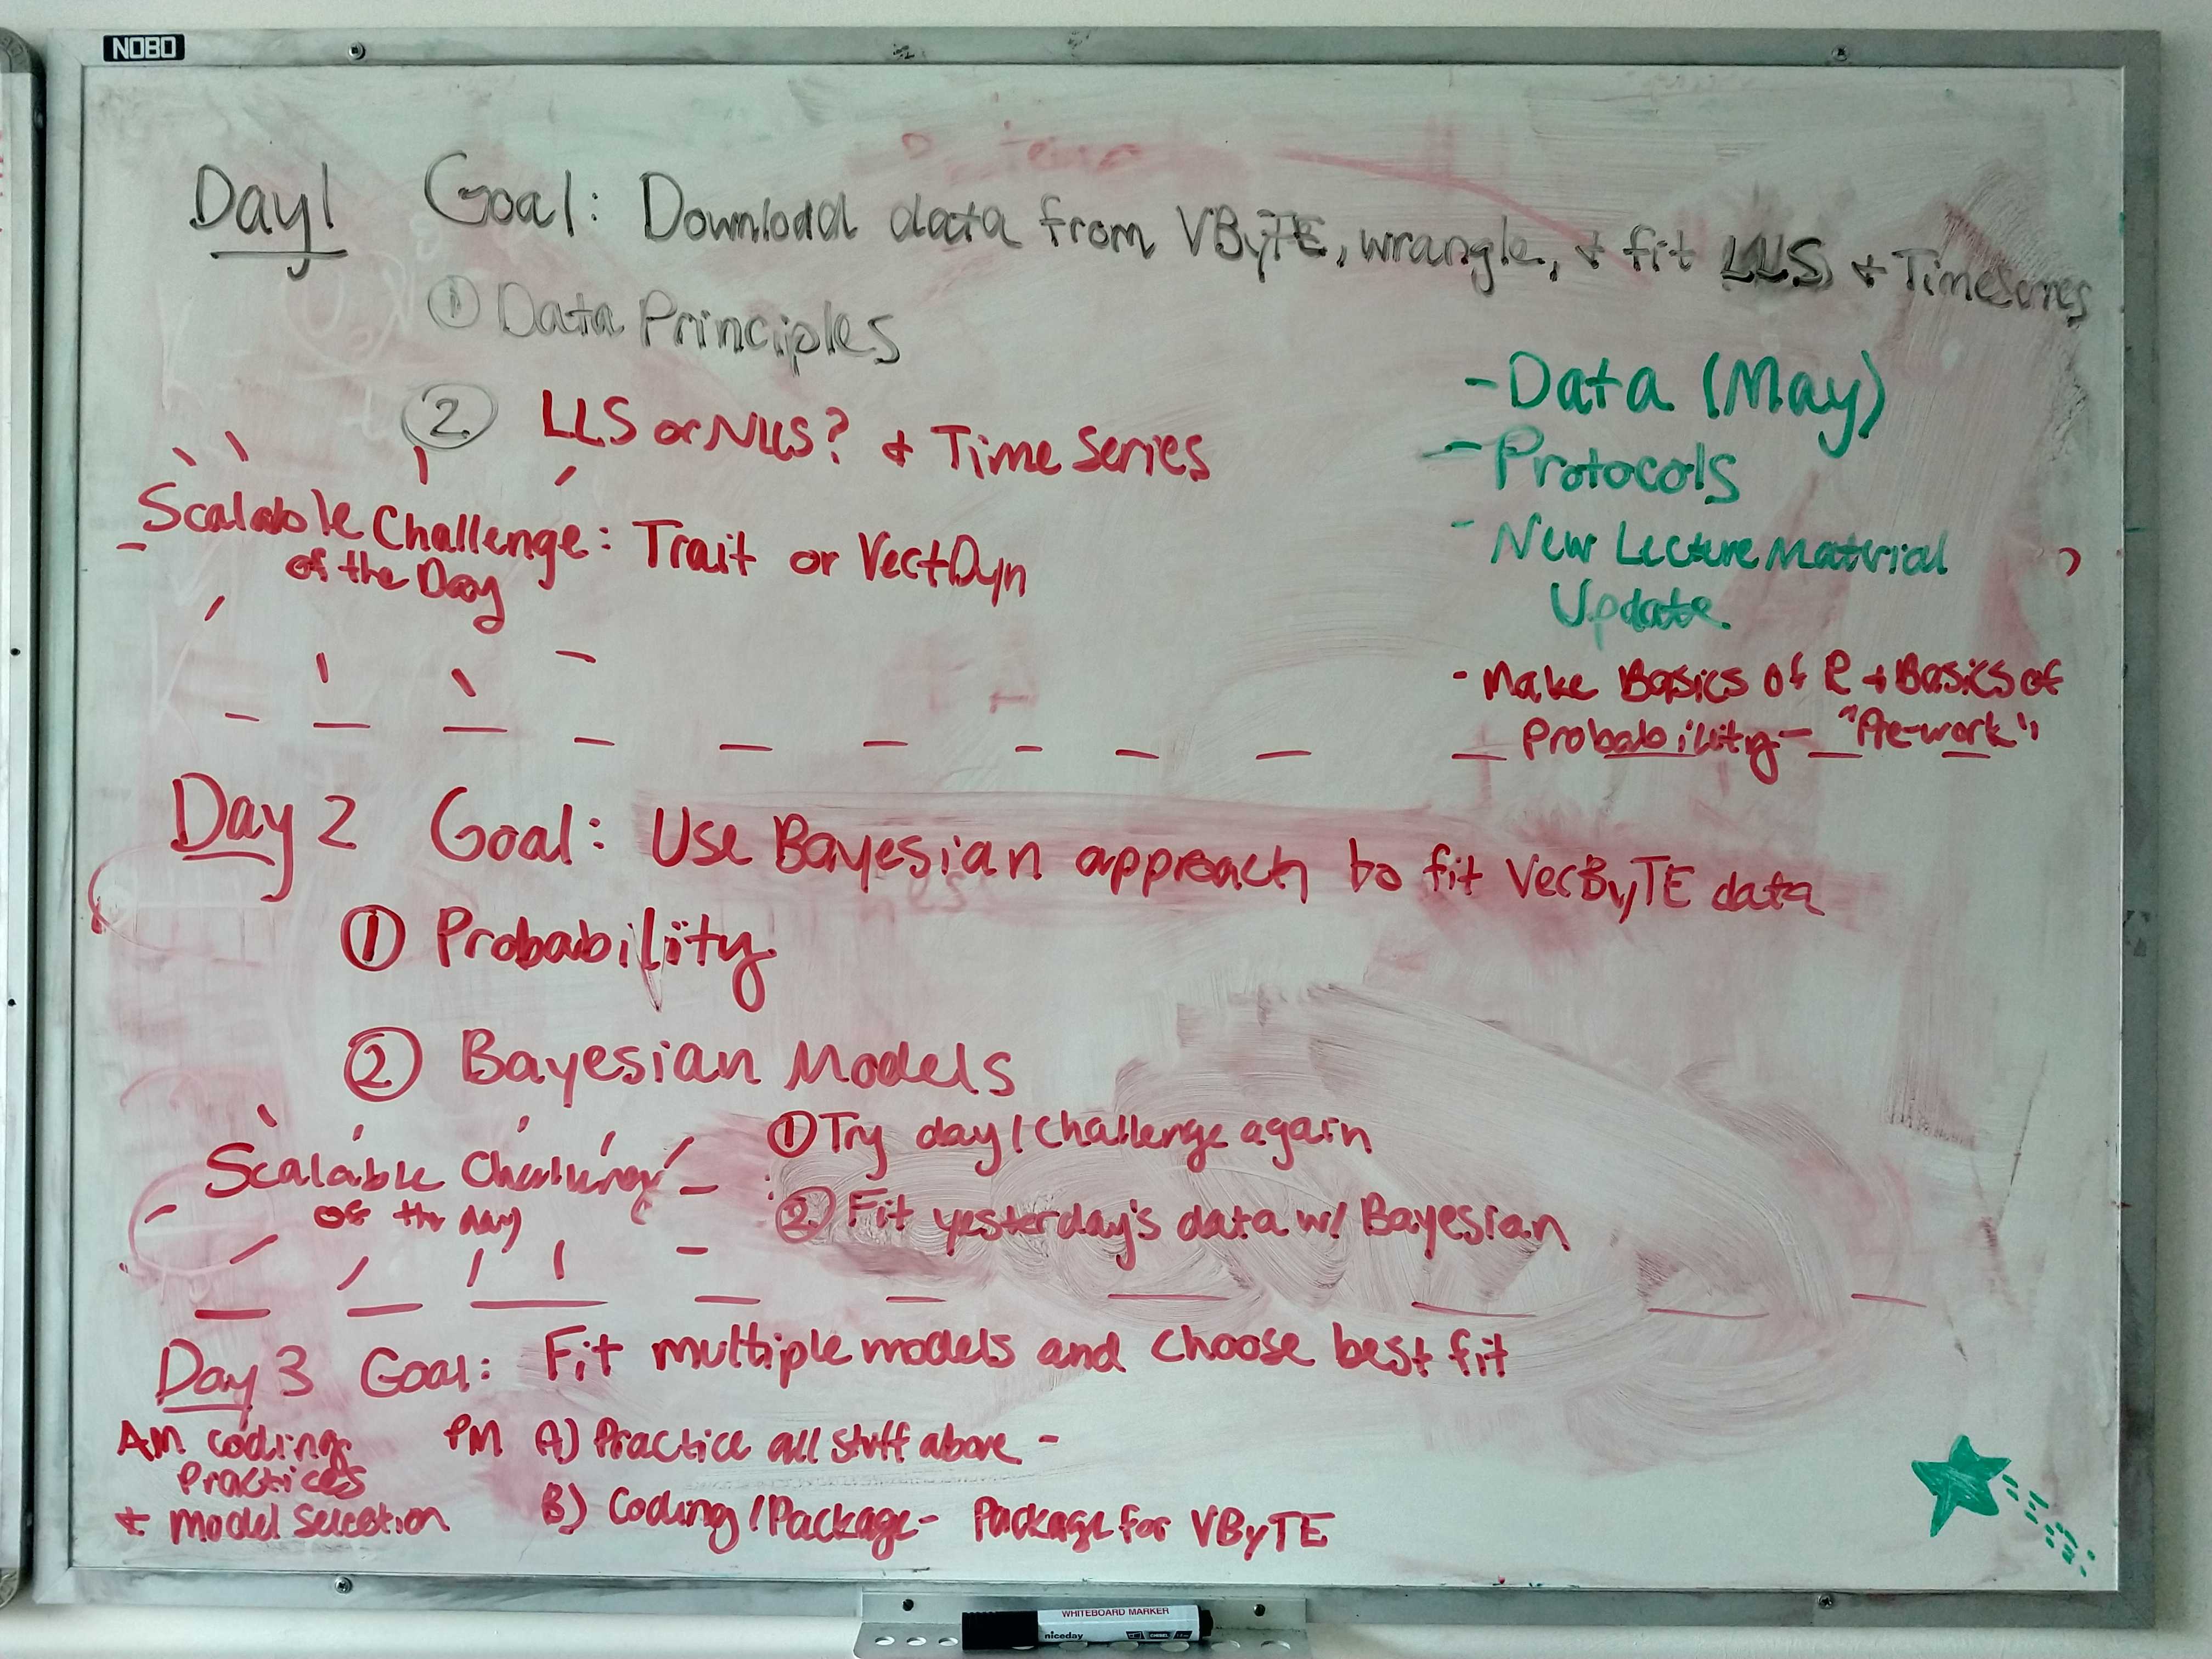 NOBO
Day 1 Goal: Download data from VByTE, wrangle, + fit LLS + TimeSeries
① Data Principles
② LLS or NLLS? + Time Series
Scalable Challenge: Trait or VectDyn
of the Day
- Data (May)
- Protocols
- New Lecture Material
Update
- Make Basics of R + Basics of
Probability - "Pre-work"
Day 2 Goal: Use Bayesian approach to fit VecByTE data
① Probability
② Bayesian Models
Scalable Challenge
of the day
: ① Try day 1 challenge again
② Fit yesterday's data w/ Bayesian
Day 3 Goal: Fit multiple models and choose best fit
AM coding
practices
+ model selection
PM A) Practice all stuff above -
B) Coding / Package - Package for VByTE
WHITEBOARD MARKER
niceday